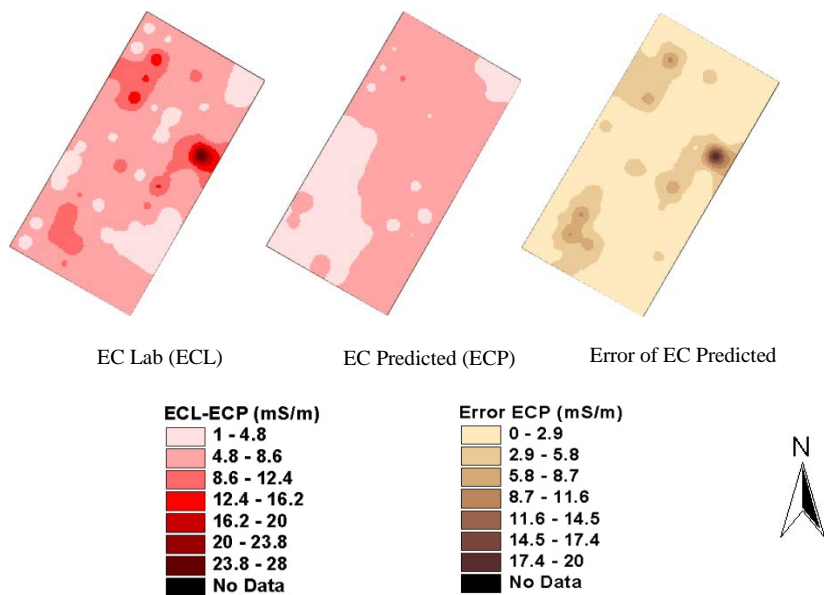 EC Lab (ECL)
EC Predicted (ECP)
Error of EC Predicted
ECL-ECP (mS/m)
1 - 4.8
4.8 - 8.6
8.6 - 12.4
12.4 - 16.2
16.2 - 20
20 - 23.8
23.8 - 28
No Data
Error ECP (mS/m)
0 - 2.9
2.9 - 5.8
5.8 - 8.7
8.7 - 11.6
11.6 - 14.5
14.5 - 17.4
17.4 - 20
No Data
N